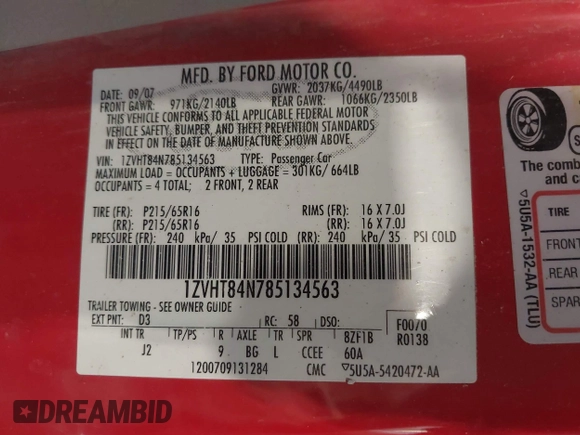 MFD. BY FORD MOTOR CO.
DATE: 09/07 GVWR: 2037KG/4490LB
FRONT GAWR: 971KG/2140LB REAR GAWR: 1066KG/2350LB
THIS VEHICLE CONFORMS TO ALL APPLICABLE FEDERAL MOTOR
VEHICLE SAFETY, BUMPER, AND THEFT PREVENTION STANDARDS
IN EFFECT ON THE DATE OF MANUFACTURE SHOWN ABOVE.
VIN: 1ZVHT84N785134563 TYPE: Passenger Car
MAXIMUM LOAD = OCCUPANTS + LUGGAGE = 301KG/ 664LB
OCCUPANTS = 4 TOTAL; 2 FRONT, 2 REAR
TIRE (FR): P215/65R16 RIMS (FR): 16 X 7.0J
(RR): P215/65R16 (RR): 16 X 7.0J
PRESSURE (FR): 240 kPa/ 35 PSI COLD (RR): 240 kPa/ 35 PSI COLD
1ZVHT84N785134563
TRAILER TOWING - SEE OWNER GUIDE
EXT PNT: D3 RC: 58 DSO: F0070
INT TR TP/PS R AXLE TR SPR 8ZF1B R0138
J2 9 BG L CCEE 60A
1200709131284 CMC ▽5U5A-5420472-AA
The comb
and c
▽5U5A-1532-AA (TLU)
TIRE
FRONT
REAR
S
DREAMBID